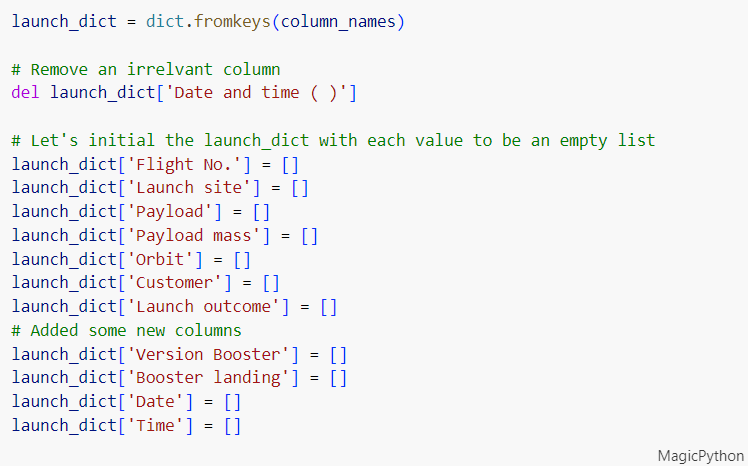 launch_dict = dict.fromkeys(column_names)
# Remove an irrelvant column
del launch_dict['Date and time ( )']
# Let's initial the launch_dict with each value to be an empty list
launch_dict['Flight No.'] = []
launch_dict['Launch site'] = []
launch_dict['Payload'] = []
launch_dict['Payload mass'] = []
launch_dict['Orbit'] = []
launch_dict['Customer'] = []
launch_dict['Launch outcome'] = []
# Added some new columns
launch_dict['Version Booster'] = []
launch_dict['Booster landing'] = []
launch_dict['Date'] = []
launch_dict['Time'] = []
MagicPython